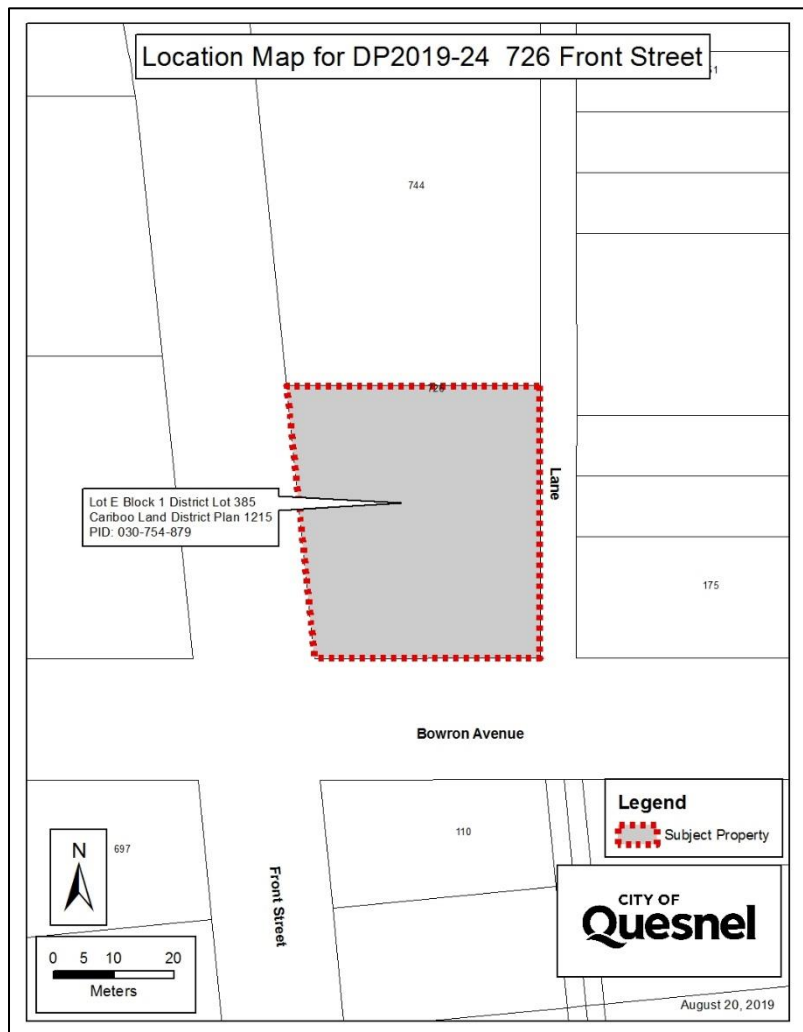 Location Map for DP2019-24 726 Front Street
744
726
Lane
Lot E Block 1 District Lot 385
Cariboo Land District Plan 1215
PID: 030-754-879
175
Bowron Avenue
Legend
Subject Property
N
697
110
Front Street
CITY OF
Quesnel
0 5 10 20
Meters
August 20, 2019